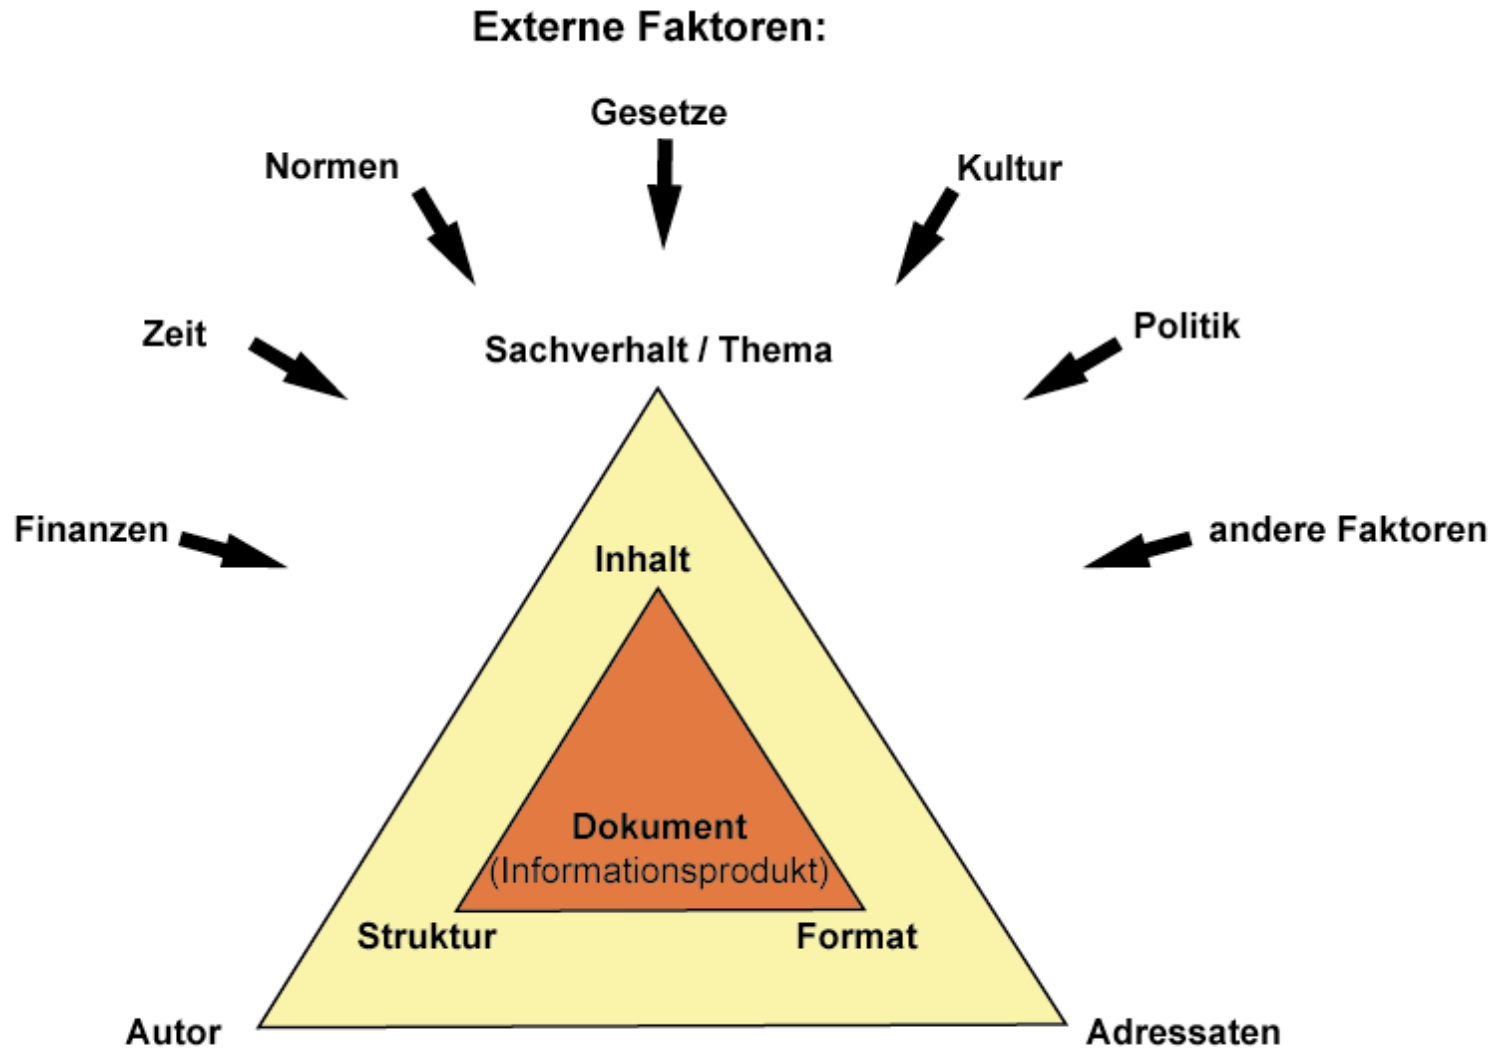 Externe Faktoren:
Gesetze
Normen
Kultur
Zeit
Politik
Sachverhalt / Thema
Finanzen
andere Faktoren
Inhalt
Dokument
(Informationsprodukt)
Struktur
Format
Autor
Adressaten